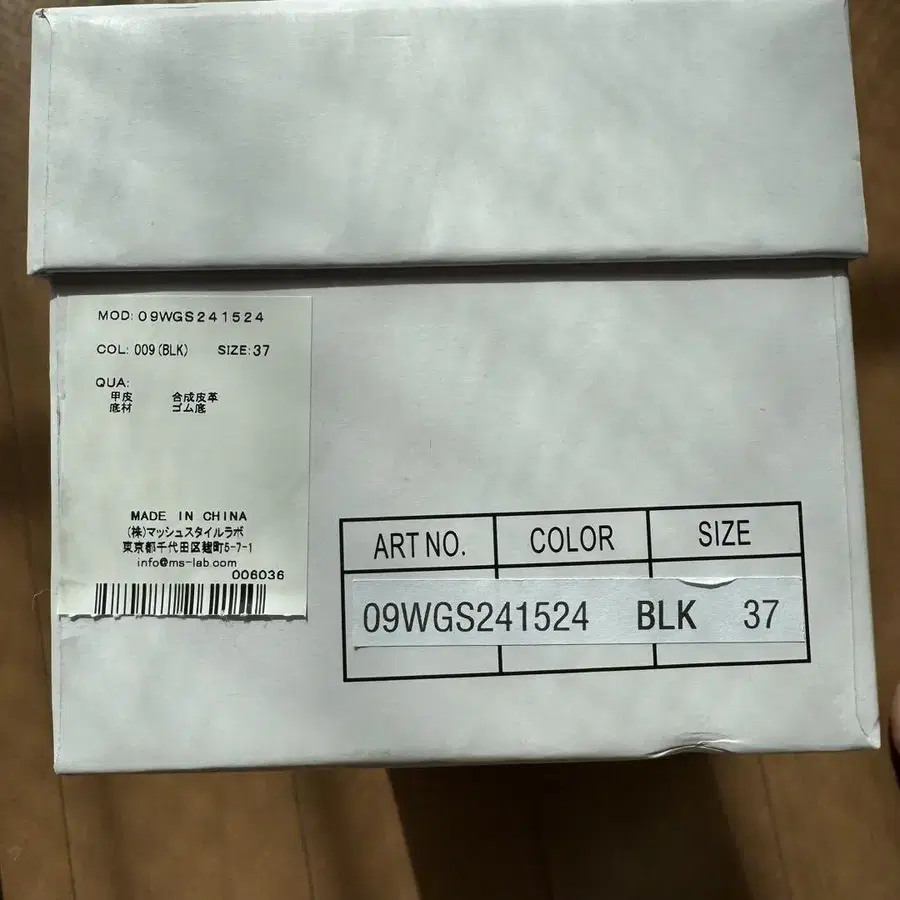 MOD: 09WGS241524
COL: 009(BLK) SIZE:37
QUA:
甲皮 合成皮革
底材 ゴム底
MADE IN CHINA
(株)マッシュスタイルラボ
東京都千代田区麹町5-7-1
info@ms-lab.com
006036
ART NO. COLOR SIZE
09WGS241524 BLK 37